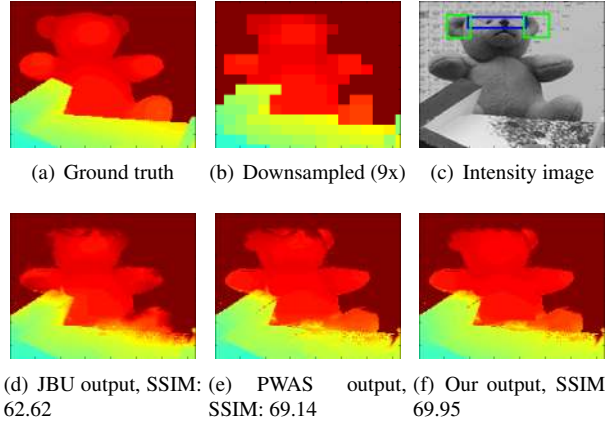 (a) Ground truth
(b) Downsampled (9x)
(c) Intensity image
(d) JBU output, SSIM:
62.62
(e) PWAS output,
SSIM: 69.14
(f) Our output, SSIM
69.95